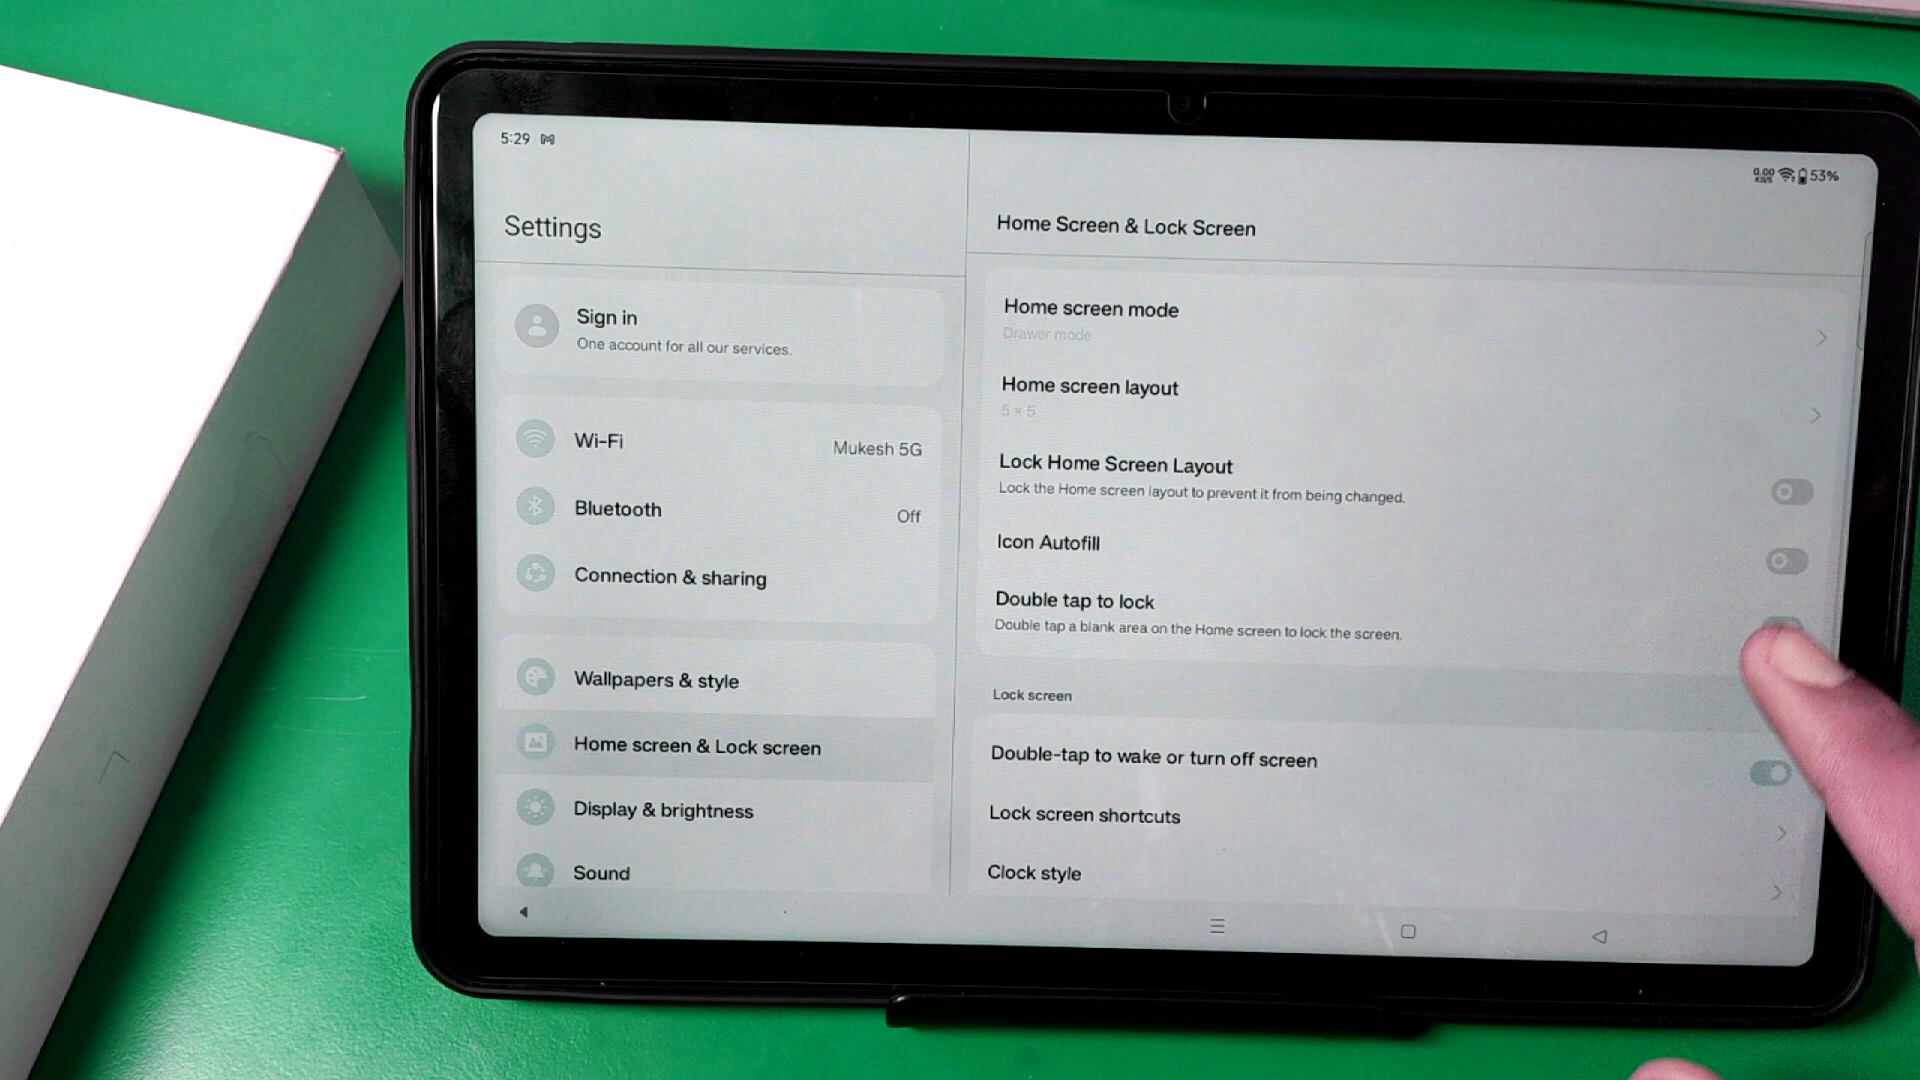 5:29
0.00 KB/S 53%
Settings
Sign in
One account for all our services.
Wi-Fi Mukesh 5G
Bluetooth Off
Connection & sharing
Wallpapers & style
Home screen & Lock screen
Display & brightness
Sound
Home Screen & Lock Screen
Home screen mode
Drawer mode
Home screen layout
5 × 5
Lock Home Screen Layout
Lock the Home screen layout to prevent it from being changed.
Icon Autofill
Double tap to lock
Double tap a blank area on the Home screen to lock the screen.
Lock screen
Double-tap to wake or turn off screen
Lock screen shortcuts
Clock style